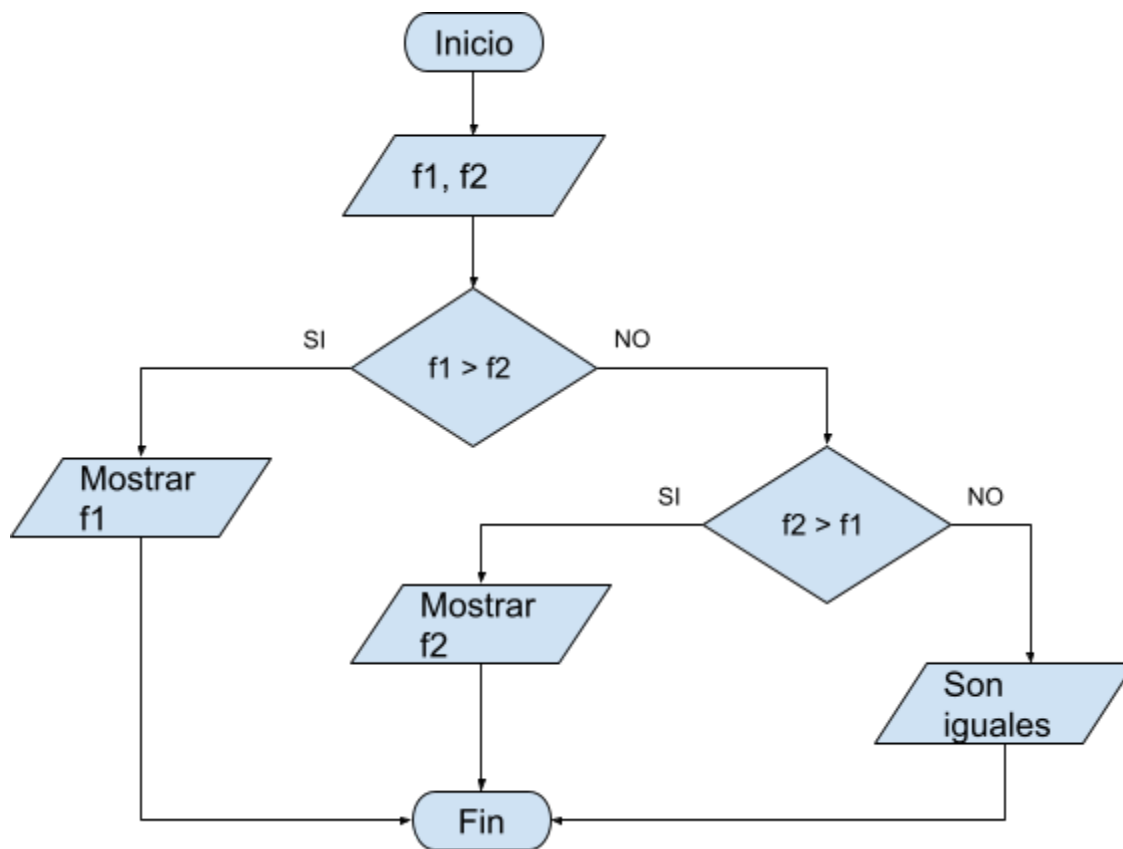 Inicio
f1, f2
SI
NO
f1 > f2
Mostrar
f1
SI
NO
f2 > f1
Mostrar
f2
Son
iguales
Fin